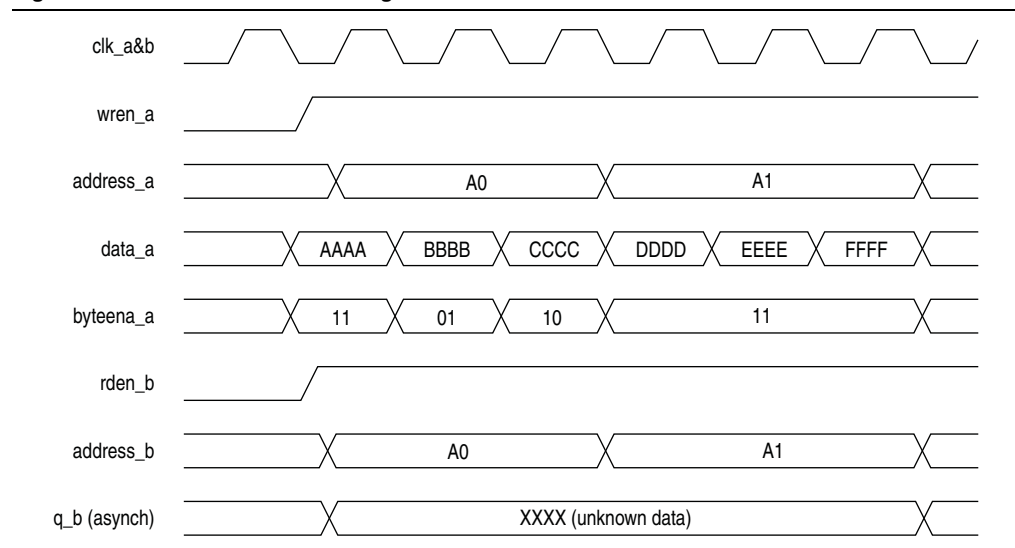 clk_a&b
wren_a
address_a A0 A1
data_a AAAA BBBB CCCC DDDD EEEE FFFF
byteena_a 11 01 10 11
rden_b
address_b A0 A1
q_b (asynch) XXXX (unknown data)